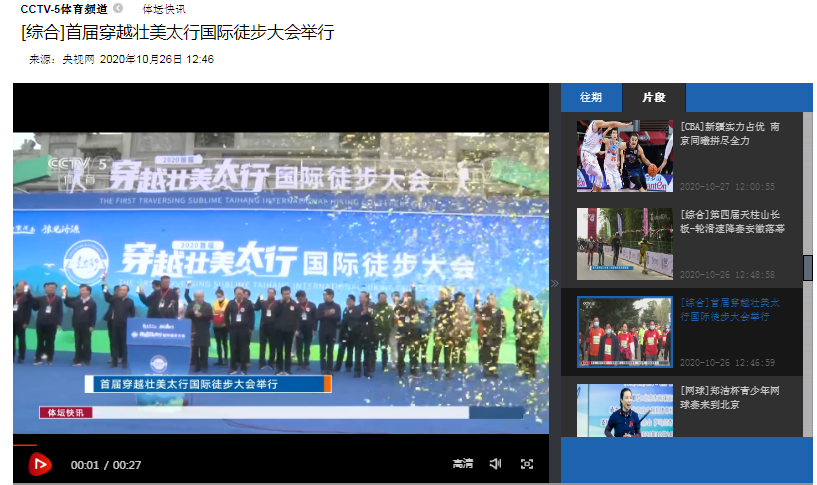 CCTV-5体育频道
体坛快讯
[综合]首届穿越壮美太行国际徒步大会举行
来源：央视网 2020年10月26日 12:46
CCTV 5
体育
2020首届
穿越壮美太行国际徒步大会
THE FIRST TRAVERSING SUBLIME TAIHANG INTERNATIONAL HIKING
2020首届
穿越壮美太行国际徒步大会
首届穿越壮美太行国际徒步大会举行
体坛快讯
00:01 / 00:27
高清
往期
片段
[CBA]新疆实力占优 南
京同曦拼尽全力
2020-10-27 12:00:55
[综合]第四届天柱山长
板-轮滑速降赛安徽落幕
2020-10-26 12:48:58
[综合]首届穿越壮美太
行国际徒步大会举行
2020-10-26 12:46:59
[网球]郑洁杯青少年网
球赛来到北京